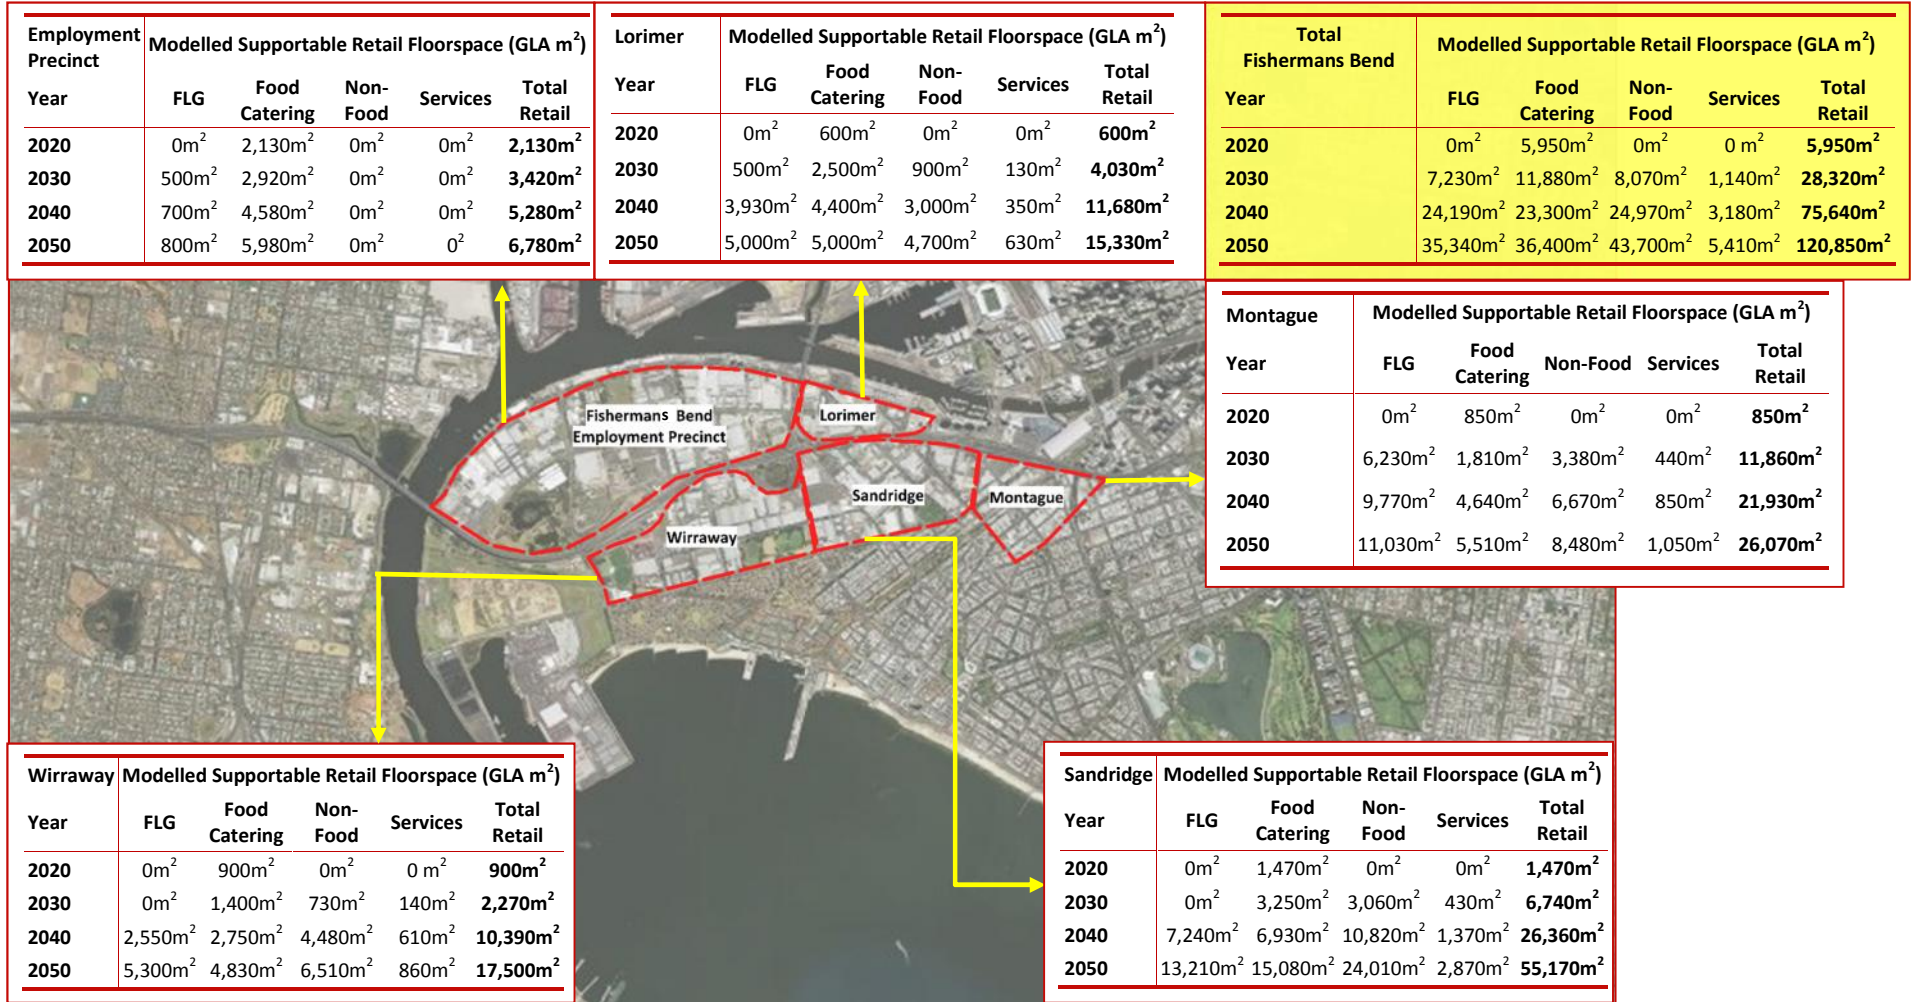 Employment Precinct Modelled Supportable Retail Floorspace (GLA m²)
Year FLG Food Catering Non-Food Services Total Retail
2020 0m² 2,130m² 0m² 0m² 2,130m²
2030 500m² 2,920m² 0m² 0m² 3,420m²
2040 700m² 4,580m² 0m² 0m² 5,280m²
2050 800m² 5,980m² 0m² 0² 6,780m²
Lorimer Modelled Supportable Retail Floorspace (GLA m²)
Year FLG Food Catering Non-Food Services Total Retail
2020 0m² 600m² 0m² 0m² 600m²
2030 500m² 2,500m² 900m² 130m² 4,030m²
2040 3,930m² 4,400m² 3,000m² 350m² 11,680m²
2050 5,000m² 5,000m² 4,700m² 630m² 15,330m²
Total Fishermans Bend Modelled Supportable Retail Floorspace (GLA m²)
Year FLG Food Catering Non-Food Services Total Retail
2020 0m² 5,950m² 0m² 0 m² 5,950m²
2030 7,230m² 11,880m² 8,070m² 1,140m² 28,320m²
2040 24,190m² 23,300m² 24,970m² 3,180m² 75,640m²
2050 35,340m² 36,400m² 43,700m² 5,410m² 120,850m²
Montague Modelled Supportable Retail Floorspace (GLA m²)
Year FLG Food Catering Non-Food Services Total Retail
2020 0m² 850m² 0m² 0m² 850m²
2030 6,230m² 1,810m² 3,380m² 440m² 11,860m²
2040 9,770m² 4,640m² 6,670m² 850m² 21,930m²
2050 11,030m² 5,510m² 8,480m² 1,050m² 26,070m²
Fishermans Bend
Employment Precinct
Lorimer
Sandridge
Montague
Wirraway
Wirraway Modelled Supportable Retail Floorspace (GLA m²)
Year FLG Food Catering Non-Food Services Total Retail
2020 0m² 900m² 0m² 0 m² 900m²
2030 0m² 1,400m² 730m² 140m² 2,270m²
2040 2,550m² 2,750m² 4,480m² 610m² 10,390m²
2050 5,300m² 4,830m² 6,510m² 860m² 17,500m²
Sandridge Modelled Supportable Retail Floorspace (GLA m²)
Year FLG Food Catering Non-Food Services Total Retail
2020 0m² 1,470m² 0m² 0m² 1,470m²
2030 0m² 3,250m² 3,060m² 430m² 6,740m²
2040 7,240m² 6,930m² 10,820m² 1,370m² 26,360m²
2050 13,210m² 15,080m² 24,010m² 2,870m² 55,170m²